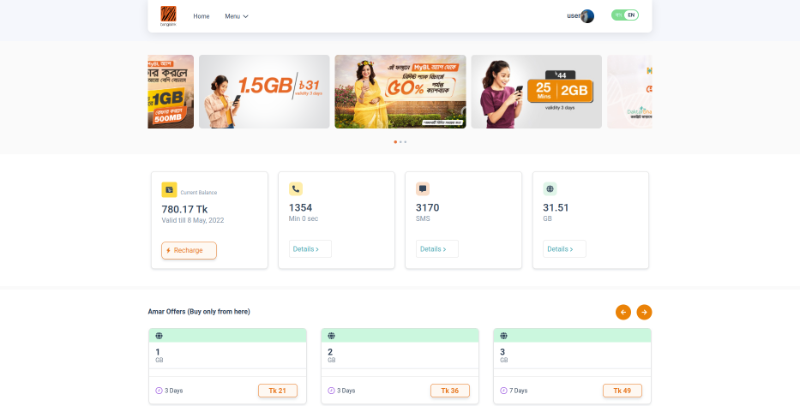 Home
Menu
user
EN
MyBL অ্যাপ
1GB
500MB
1.5GB ৳31
validity 3 days
৫০%
৳44
25 Mins 2GB
validity 3 days
Current Balance
780.17 Tk
Valid till 8 May, 2022
Recharge
1354
Min 0 sec
Details >
3170
SMS
Details >
31.51
GB
Details >
Amar Offers (Buy only from here)
1
GB
3 Days
Tk 21
2
GB
3 Days
Tk 36
3
GB
7 Days
Tk 49